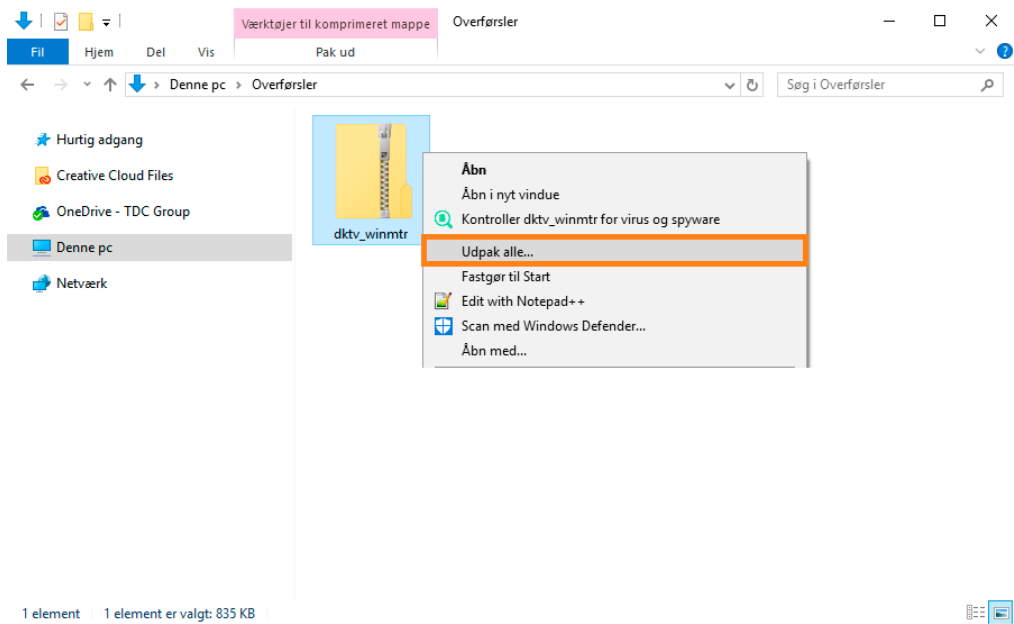 Værktøjer til komprimeret mappe
Overførsler
Fil
Hjem
Del
Vis
Pak ud
?
Denne pc > Overførsler
Søg i Overførsler
Hurtig adgang
Creative Cloud Files
OneDrive - TDC Group
Denne pc
Netværk
dktv_winmtr
Åbn
Åbn i nyt vindue
Kontroller dktv_winmtr for virus og spyware
Udpak alle...
Fastgør til Start
Edit with Notepad++
Scan med Windows Defender...
Åbn med...
1 element
1 element er valgt: 835 KB